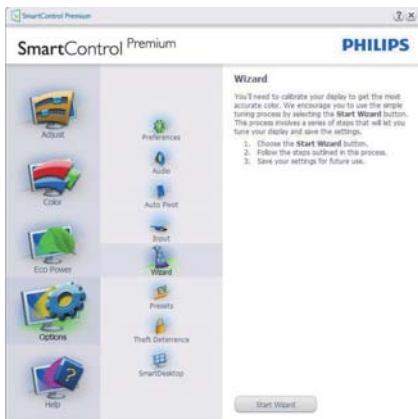 SmartControl Premium
SmartControl Premium
PHILIPS
Adjust
Color
Eco Power
Options
Help
Preferences
Audio
Auto Pivot
Input
Wizard
Presets
Theft Deterrence
SmartDesktop
Wizard
You'll need to calibrate your display to get the most
accurate color. We encourage you to use the simple
tuning process by selecting the Start Wizard button.
This process involves a series of steps that will let you
tune your display and save the settings.
1. Choose the Start Wizard button.
2. Follow the steps outlined in the process.
3. Save your settings for future use.
Start Wizard